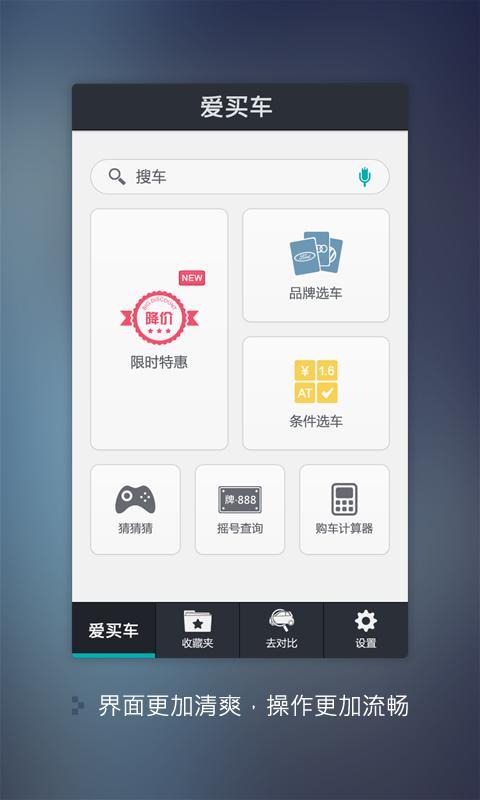 爱买车
搜车
NEW
BIG DISCOUNT
降价
限时特惠
Ford
品牌选车
¥ 1.6
AT
条件选车
猜猜猜
牌·888
摇号查询
购车计算器
爱买车
收藏夹
去对比
设置
界面更加清爽，操作更加流畅